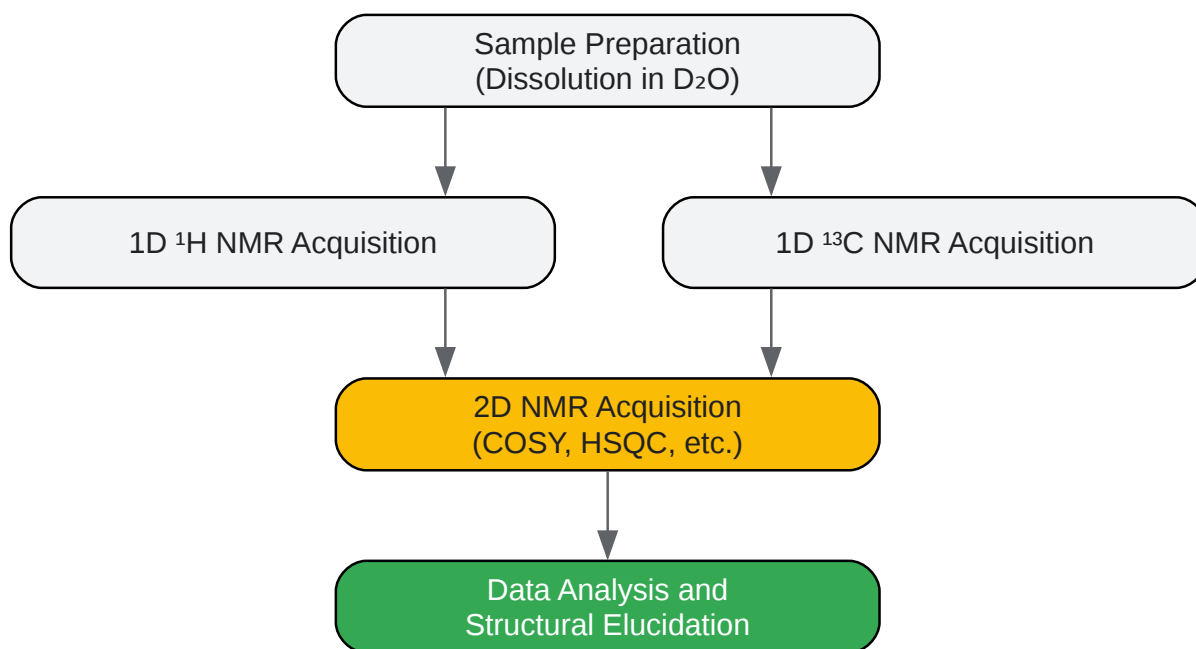 Sample Preparation
(Dissolution in D₂O)
1D ¹H NMR Acquisition
1D ¹³C NMR Acquisition
2D NMR Acquisition
(COSY, HSQC, etc.)
Data Analysis and
Structural Elucidation